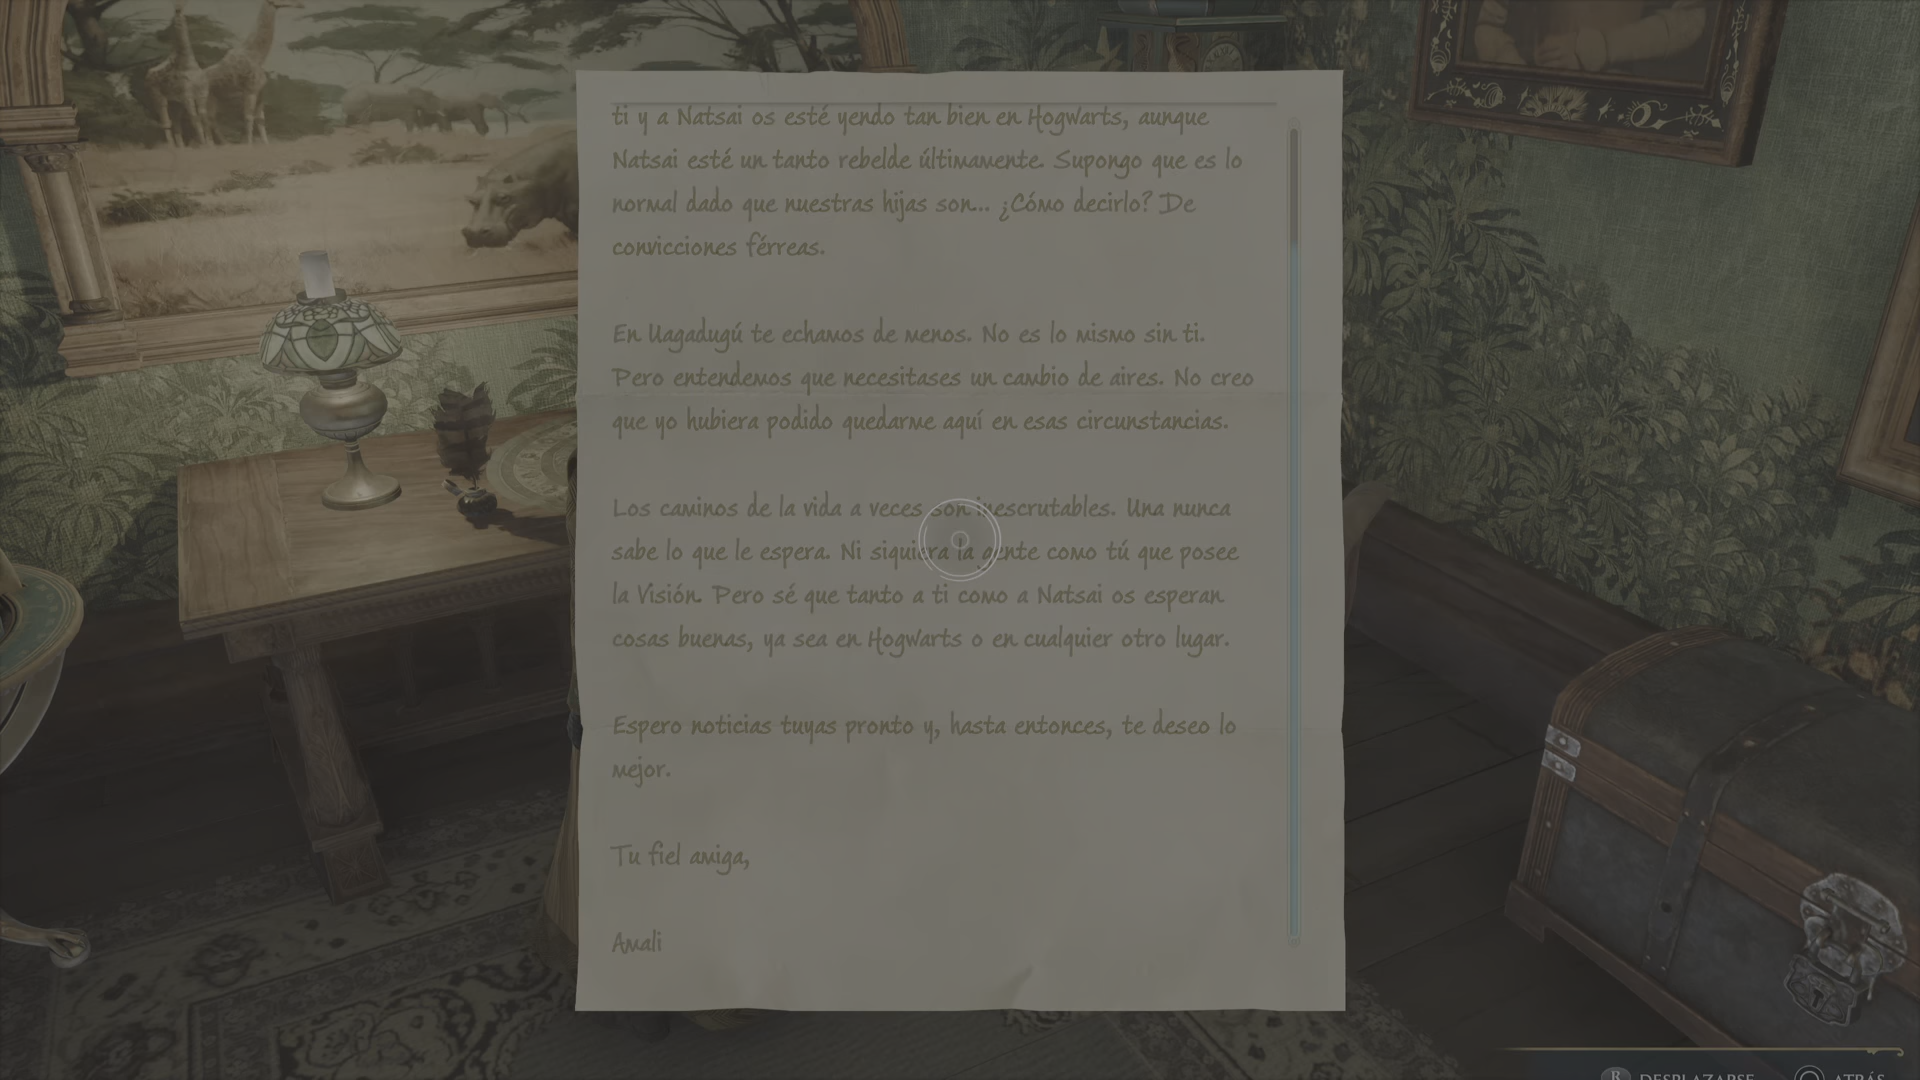 ti y a Natsai os esté yendo tan bien en Hogwarts, aunque
Natsai esté un tanto rebelde últimamente. Supongo que es lo
normal dado que nuestras hijas son... ¿Cómo decirlo? De
convicciones férreas.
En Uagadugú te echamos de menos. No es lo mismo sin ti.
Pero entendemos que necesitases un cambio de aires. No creo
que yo hubiera podido quedarme aquí en esas circunstancias.
Los caminos de la vida a veces son inescrutables. Una nunca
sabe lo que le espera. Ni siquiera la gente como tú que posee
la Visión. Pero sé que tanto a ti como a Natsai os esperan
cosas buenas, ya sea en Hogwarts o en cualquier otro lugar.
Espero noticias tuyas pronto y, hasta entonces, te deseo lo
mejor.
Tu fiel amiga,
Amali
R DESPLAZARSE ATRÁS